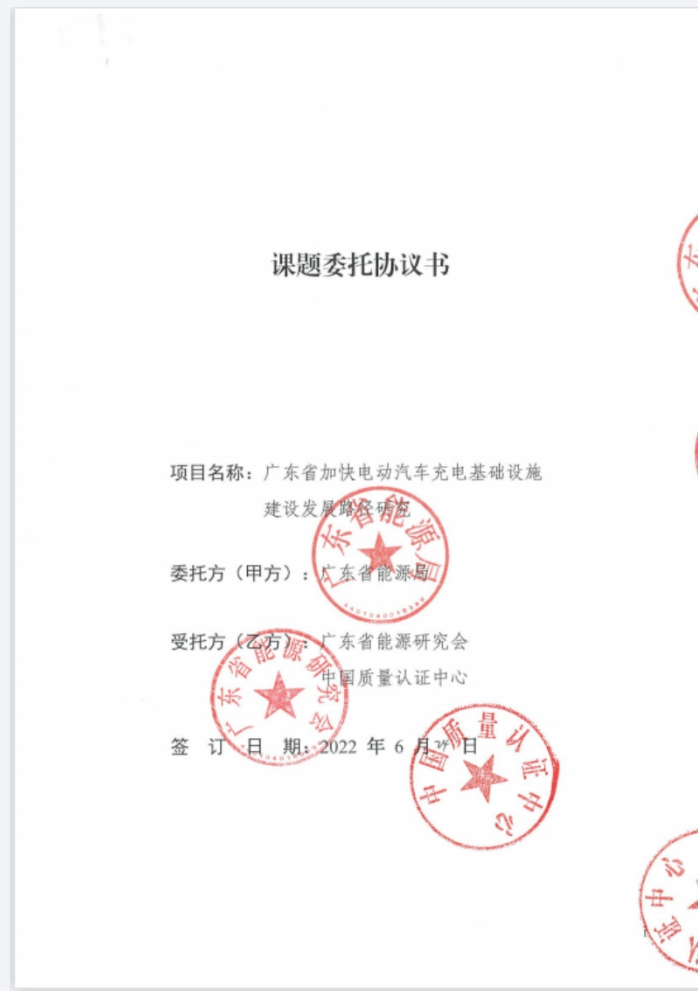 课题委托协议书
项目名称：广东省加快电动汽车充电基础设施
建设发展路径研究
委托方（甲方）：广东省能源局
受托方（乙方）：广东省能源研究会
中国质量认证中心
签 订 日 期：2022 年 6 月 日
广东省能源局
广东省能源研究会
中国质量认证中心
证中心
1